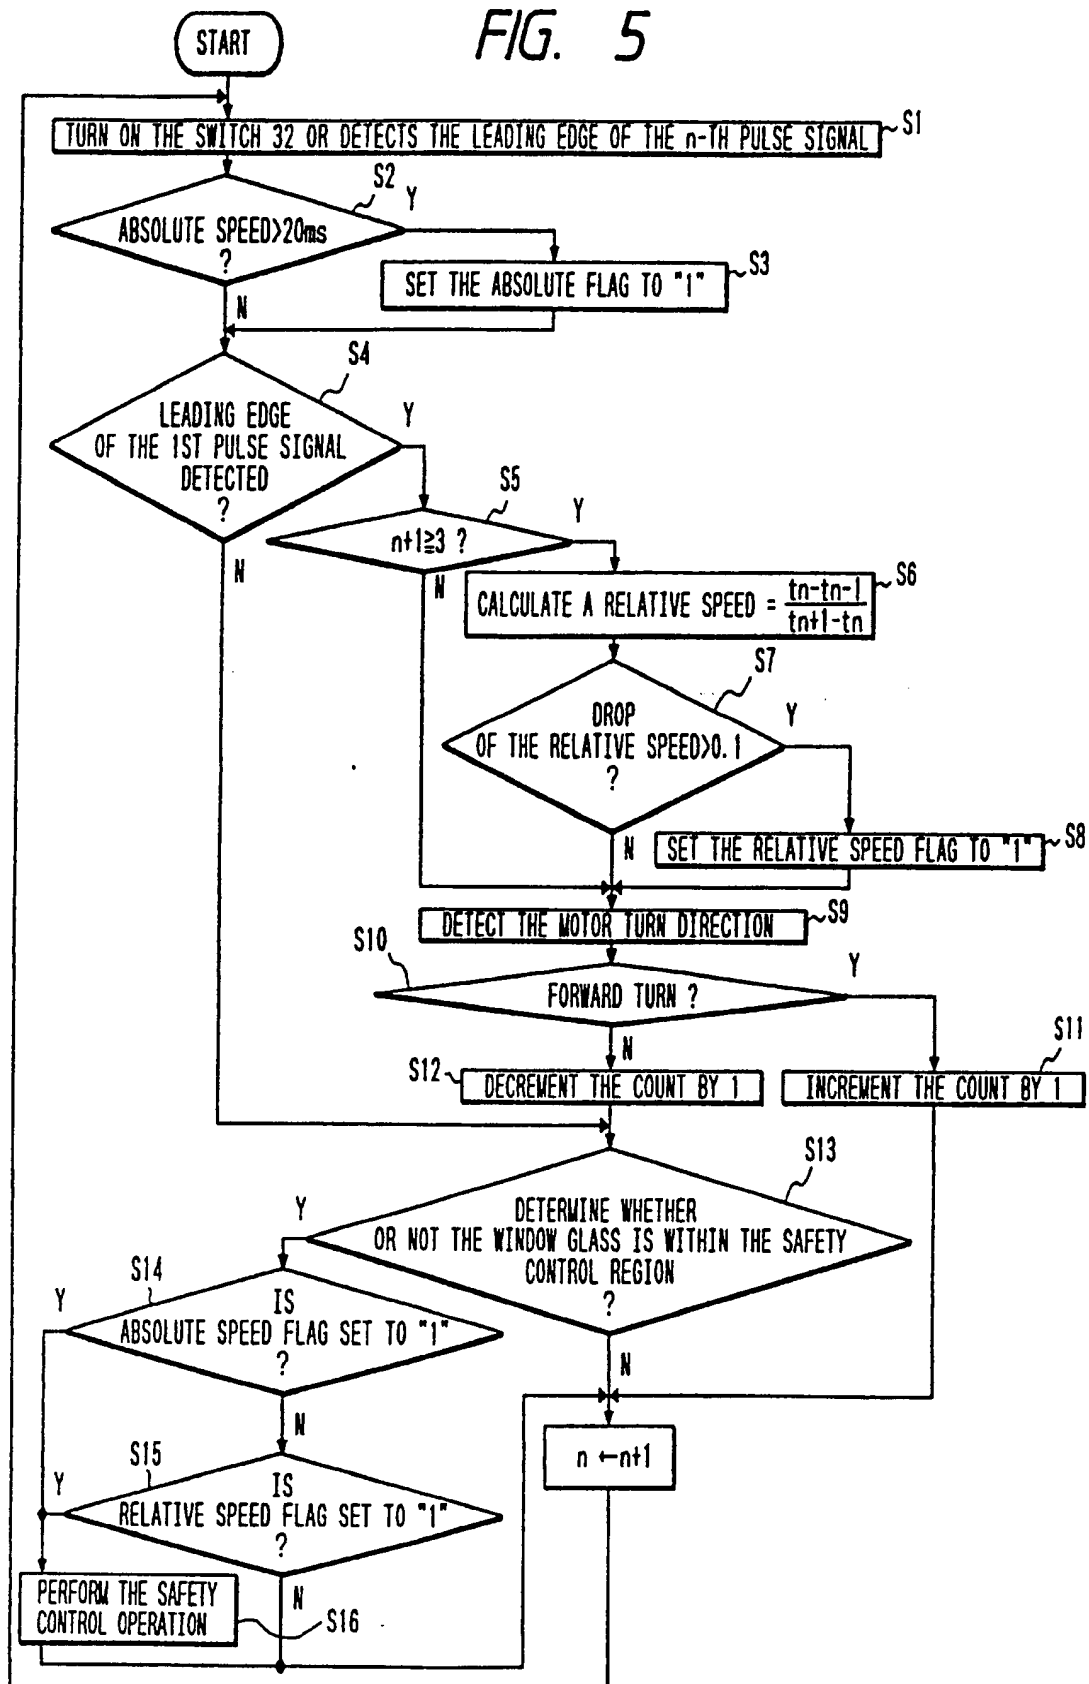 FIG. 5
START
TURN ON THE SWITCH 32 OR DETECTS THE LEADING EDGE OF THE n-TH PULSE SIGNAL
S1
S2
Y
ABSOLUTE SPEED>20ms
?
N
S3
SET THE ABSOLUTE FLAG TO "1"
S4
Y
LEADING EDGE
OF THE 1ST PULSE SIGNAL
DETECTED
?
N
S5
Y
n+1≧3 ?
N
S6
CALCULATE A RELATIVE SPEED = tn-tn-1
tn+1-tn
S7
Y
DROP
OF THE RELATIVE SPEED>0.1
?
N
SET THE RELATIVE SPEED FLAG TO "1"
S8
DETECT THE MOTOR TURN DIRECTION
S9
S10
Y
FORWARD TURN ?
N
S11
S12
DECREMENT THE COUNT BY 1
INCREMENT THE COUNT BY 1
S13
Y
DETERMINE WHETHER
OR NOT THE WINDOW GLASS IS WITHIN THE SAFETY
CONTROL REGION
?
N
S14
Y
IS
ABSOLUTE SPEED FLAG SET TO "1"
?
N
n ←n+1
S15
Y
IS
RELATIVE SPEED FLAG SET TO "1"
?
N
PERFORM THE SAFETY
CONTROL OPERATION
S16